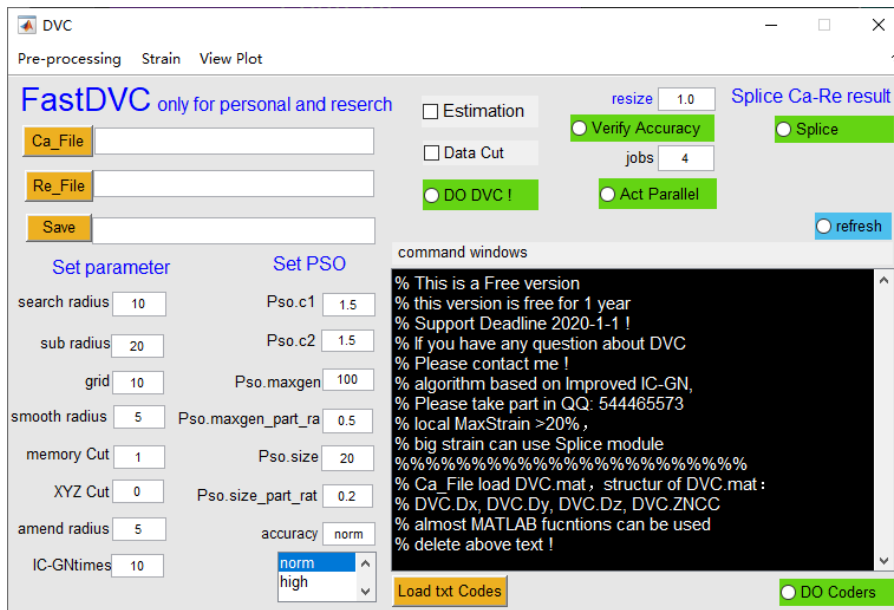 DVC
Pre-processing Strain View Plot
FastDVC only for personal and reserch
Ca_File
Re_File
Save
Estimation
Data Cut
DO DVC !
resize 1.0
Verify Accuracy
jobs 4
Act Parallel
Splice Ca-Re result
Splice
refresh
Set parameter
search radius 10
sub radius 20
grid 10
smooth radius 5
memory Cut 1
XYZ Cut 0
amend radius 5
IC-GNtimes 10
Set PSO
Pso.c1 1.5
Pso.c2 1.5
Pso.maxgen 100
Pso.maxgen_part_ra 0.5
Pso.size 20
Pso.size_part_rat 0.2
accuracy norm
norm
high
command windows
% This is a Free version
% this version is free for 1 year
% Support Deadline 2020-1-1 !
% If you have any question about DVC
% Please contact me !
% algorithm based on Improved IC-GN,
% Please take part in QQ: 544465573
% local MaxStrain >20%，
% big strain can use Splice module
%%%%%%%%%%%%%%%%%%%%%%%
% Ca_File load DVC.mat，structur of DVC.mat：
% DVC.Dx, DVC.Dy, DVC.Dz, DVC.ZNCC
% almost MATLAB fucntions can be used
% delete above text !
Load txt Codes
DO Coders